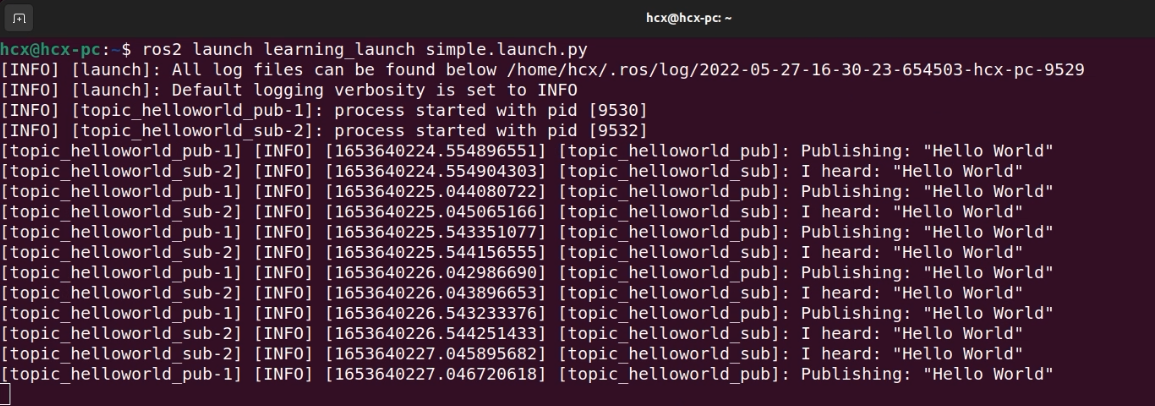 hcx@hcx-pc: ~
hcx@hcx-pc:~$ ros2 launch learning_launch simple.launch.py
[INFO] [launch]: All log files can be found below /home/hcx/.ros/log/2022-05-27-16-30-23-654503-hcx-pc-9529
[INFO] [launch]: Default logging verbosity is set to INFO
[INFO] [topic_helloworld_pub-1]: process started with pid [9530]
[INFO] [topic_helloworld_sub-2]: process started with pid [9532]
[topic_helloworld_pub-1] [INFO] [1653640224.554896551] [topic_helloworld_pub]: Publishing: "Hello World"
[topic_helloworld_sub-2] [INFO] [1653640224.554904303] [topic_helloworld_sub]: I heard: "Hello World"
[topic_helloworld_pub-1] [INFO] [1653640225.044080722] [topic_helloworld_pub]: Publishing: "Hello World"
[topic_helloworld_sub-2] [INFO] [1653640225.045065166] [topic_helloworld_sub]: I heard: "Hello World"
[topic_helloworld_pub-1] [INFO] [1653640225.543351077] [topic_helloworld_pub]: Publishing: "Hello World"
[topic_helloworld_sub-2] [INFO] [1653640225.544156555] [topic_helloworld_sub]: I heard: "Hello World"
[topic_helloworld_pub-1] [INFO] [1653640226.042986690] [topic_helloworld_pub]: Publishing: "Hello World"
[topic_helloworld_sub-2] [INFO] [1653640226.043896653] [topic_helloworld_sub]: I heard: "Hello World"
[topic_helloworld_pub-1] [INFO] [1653640226.543233376] [topic_helloworld_pub]: Publishing: "Hello World"
[topic_helloworld_sub-2] [INFO] [1653640226.544251433] [topic_helloworld_sub]: I heard: "Hello World"
[topic_helloworld_sub-2] [INFO] [1653640227.045895682] [topic_helloworld_sub]: I heard: "Hello World"
[topic_helloworld_pub-1] [INFO] [1653640227.046720618] [topic_helloworld_pub]: Publishing: "Hello World"